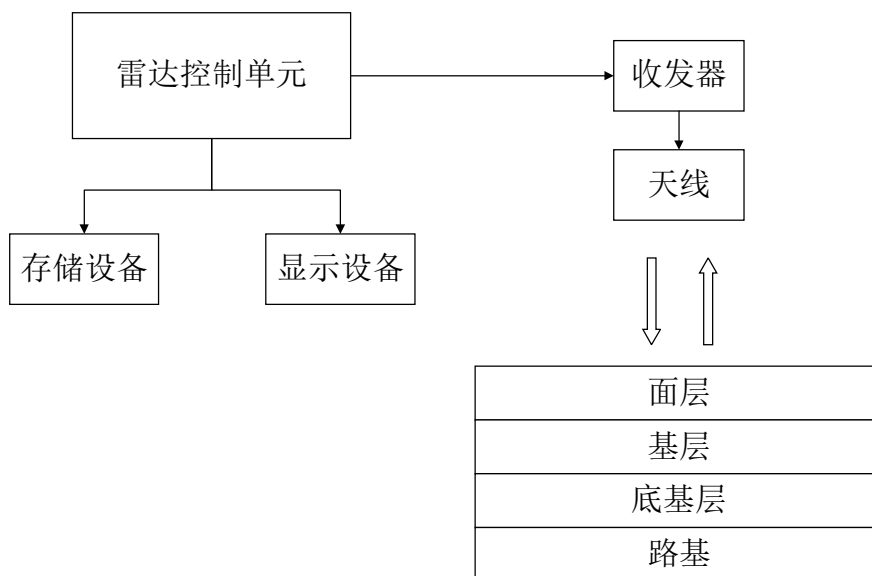 雷达控制单元
收发器
天线
存储设备
显示设备
面层
基层
底基层
路基